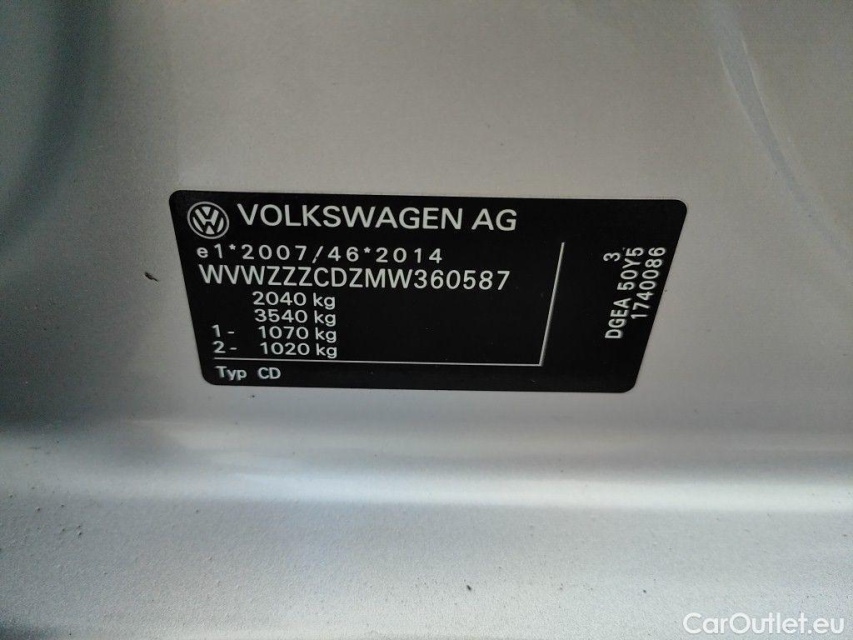 VOLKSWAGEN AG
e1*2007/46*2014
WVWZZZCDZMW360587
2040 kg
3540 kg
1- 1070 kg
2- 1020 kg
Typ CD
3
DGEA 50Y5
1740086
CarOutlet.eu